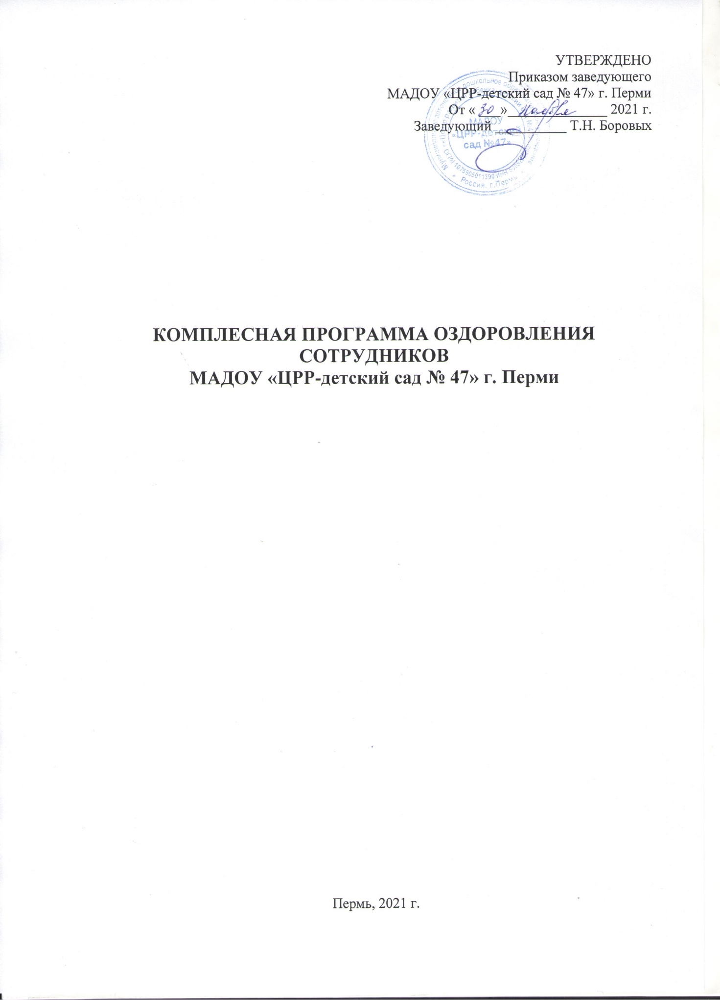 УТВЕРЖДЕНО
Приказом заведующего
МАДОУ «ЦРР-детский сад № 47» г. Перми
От « 30 » ноября 2021 г.
Заведующий __________ Т.Н. Боровых
МАДОУ
«ЦРР-детский
сад №47»
ОГРН 1075905011390 ИНН
Россия, г.Пермь
КОМПЛЕСНАЯ ПРОГРАММА ОЗДОРОВЛЕНИЯ
СОТРУДНИКОВ
МАДОУ «ЦРР-детский сад № 47» г. Перми
Пермь, 2021 г.